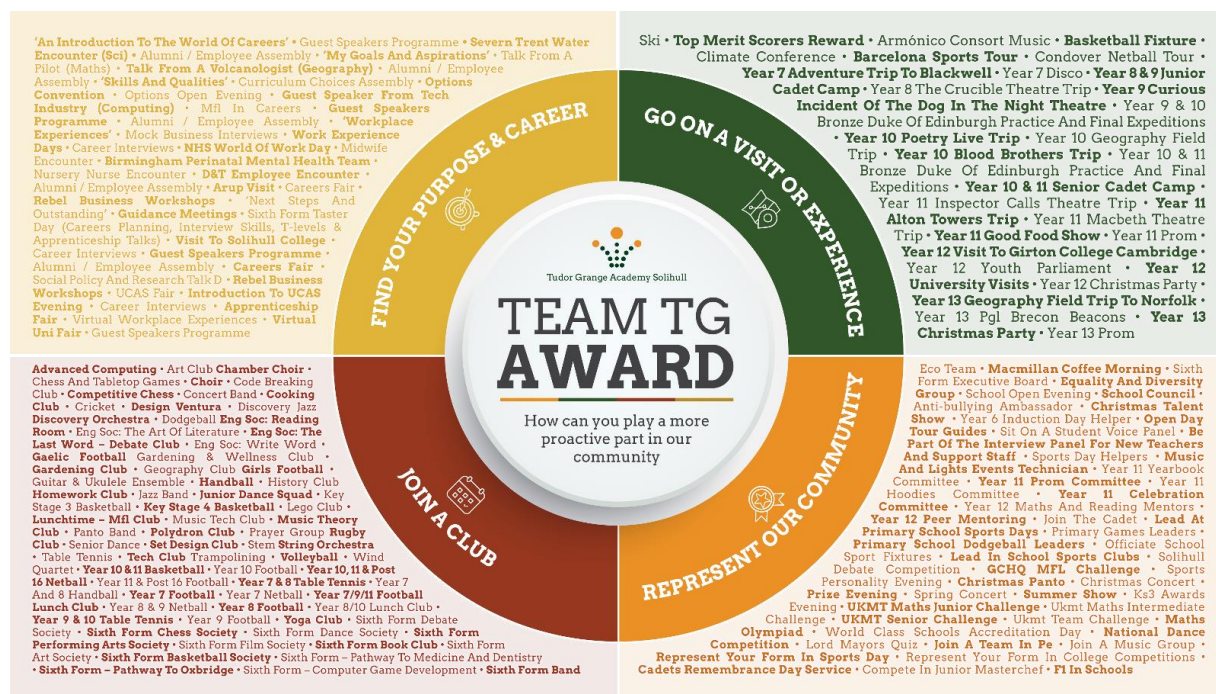 'An Introduction To The World Of Careers' • Guest Speakers Programme • Severn Trent Water
Encounter (Sci) • Alumni / Employee Assembly • 'My Goals And Aspirations' • Talk From A
Pilot (Maths) • Talk From A Volcanologist (Geography) • Alumni / Employee
Assembly • 'Skills And Qualities' • Curriculum Choices Assembly • Options
Convention • Options Open Evening • Guest Speaker From Tech
Industry (Computing) • Mfl In Careers • Guest Speakers
Programme • Alumni / Employee Assembly • 'Workplace
Experiences' • Mock Business Interviews • Work Experience
Days • Career Interviews • NHS World Of Work Day • Midwife
Encounter • Birmingham Perinatal Mental Health Team •
Nursery Nurse Encounter • D&T Employee Encounter •
Alumni / Employee Assembly • Arup Visit • Careers Fair •
Rebel Business Workshops • 'Next Steps And
Outstanding' • Guidance Meetings • Sixth Form Taster
Day (Careers Planning, Interview Skills, T-levels &
Apprenticeship Talks) • Visit To Solihull College •
Career Interviews • Guest Speakers Programme •
Alumni / Employee Assembly • Careers Fair •
Social Policy And Research Talk D • Rebel Business
Workshops • UCAS Fair • Introduction To UCAS
Evening • Career Interviews • Apprenticeship
Fair • Virtual Workplace Experiences • Virtual
Uni Fair • Guest Speakers Programme
FIND YOUR PURPOSE & CAREER
Ski • Top Merit Scorers Reward • Armónico Consort Music • Basketball Fixture •
Climate Conference • Barcelona Sports Tour • Condover Netball Tour •
Year 7 Adventure Trip To Blackwell • Year 7 Disco • Year 8 & 9 Junior
Cadet Camp • Year 8 The Crucible Theatre Trip • Year 9 Curious
Incident Of The Dog In The Night Theatre • Year 9 & 10
Bronze Duke Of Edinburgh Practice And Final Expeditions
• Year 10 Poetry Live Trip • Year 10 Geography Field
Trip • Year 10 Blood Brothers Trip • Year 10 & 11
Bronze Duke Of Edinburgh Practice And Final
Expeditions • Year 10 & 11 Senior Cadet Camp •
Year 11 Inspector Calls Theatre Trip • Year 11
Alton Towers Trip • Year 11 Macbeth Theatre
Trip • Year 11 Good Food Show • Year 11 Prom •
Year 12 Visit To Girton College Cambridge •
Year 12 Youth Parliament • Year 12
University Visits • Year 12 Christmas Party •
Year 13 Geography Field Trip To Norfolk •
Year 13 Pgl Brecon Beacons • Year 13
Christmas Party • Year 13 Prom
GO ON A VISIT OR EXPERIENCE
Tudor Grange Academy Solihull
TEAM TG
AWARD
How can you play a more
proactive part in our
community
Advanced Computing • Art Club Chamber Choir •
Chess And Tabletop Games • Choir • Code Breaking
Club • Competitive Chess • Concert Band • Cooking
Club • Cricket • Design Ventura • Discovery Jazz
Discovery Orchestra • Dodgeball Eng Soc: Reading
Room • Eng Soc: The Art Of Literature • Eng Soc: The
Last Word – Debate Club • Eng Soc: Write Word •
Gaelic Football Gardening & Wellness Club •
Gardening Club • Geography Club Girls Football •
Guitar & Ukulele Ensemble • Handball • History Club
Homework Club • Jazz Band • Junior Dance Squad • Key
Stage 3 Basketball • Key Stage 4 Basketball • Lego Club •
Lunchtime – Mfl Club • Music Tech Club • Music Theory
Club • Panto Band • Polydron Club • Prayer Group Rugby
Club • Senior Dance • Set Design Club • Stem String Orchestra
• Table Tennis • Tech Club Trampolining • Volleyball • Wind
Quartet • Year 10 & 11 Basketball • Year 10 Football • Year 10, 11 & Post
16 Netball • Year 11 & Post 16 Football • Year 7 & 8 Table Tennis • Year 7
And 8 Handball • Year 7 Football • Year 7 Netball • Year 7/9/11 Football
Lunch Club • Year 8 & 9 Netball • Year 8 Football • Year 8/10 Lunch Club •
Year 9 & 10 Table Tennis • Year 9 Football • Yoga Club • Sixth Form Debate
Society • Sixth Form Chess Society • Sixth Form Dance Society • Sixth Form
Performing Arts Society • Sixth Form Film Society • Sixth Form Book Club • Sixth Form
Art Society • Sixth Form Basketball Society • Sixth Form – Pathway To Medicine And Dentistry
• Sixth Form – Pathway To Oxbridge • Sixth Form – Computer Game Development • Sixth Form Band
JOIN A CLUB
Eco Team • Macmillan Coffee Morning • Sixth
Form Executive Board • Equality And Diversity
Group • School Open Evening • School Council •
Anti-bullying Ambassador • Christmas Talent
Show • Year 6 Induction Day Helper • Open Day
Tour Guides • Sit On A Student Voice Panel • Be
Part Of The Interview Panel For New Teachers
And Support Staff • Sports Day Helpers • Music
And Lights Events Technician • Year 11 Yearbook
Committee • Year 11 Prom Committee • Year 11
Hoodies Committee • Year 11 Celebration
Committee • Year 12 Maths And Reading Mentors •
Year 12 Peer Mentoring • Join The Cadet • Lead At
Primary School Sports Days • Primary Games Leaders •
Primary School Dodgeball Leaders • Officiate School
Sport Fixtures • Lead In School Sports Clubs • Solihull
Debate Competition • GCHQ MFL Challenge • Sports
Personality Evening • Christmas Panto • Christmas Concert •
Prize Evening • Spring Concert • Summer Show • Ks3 Awards
Evening • UKMT Maths Junior Challenge • Ukmt Maths Intermediate
Challenge • UKMT Senior Challenge • Ukmt Team Challenge • Maths
Olympiad • World Class Schools Accreditation Day • National Dance
Competition • Lord Mayors Quiz • Join A Team In Pe • Join A Music Group •
Represent Your Form In Sports Day • Represent Your Form In College Competitions •
Cadets Remembrance Day Service • Compete In Junior Masterchef • F1 In Schools
REPRESENT OUR COMMUNITY